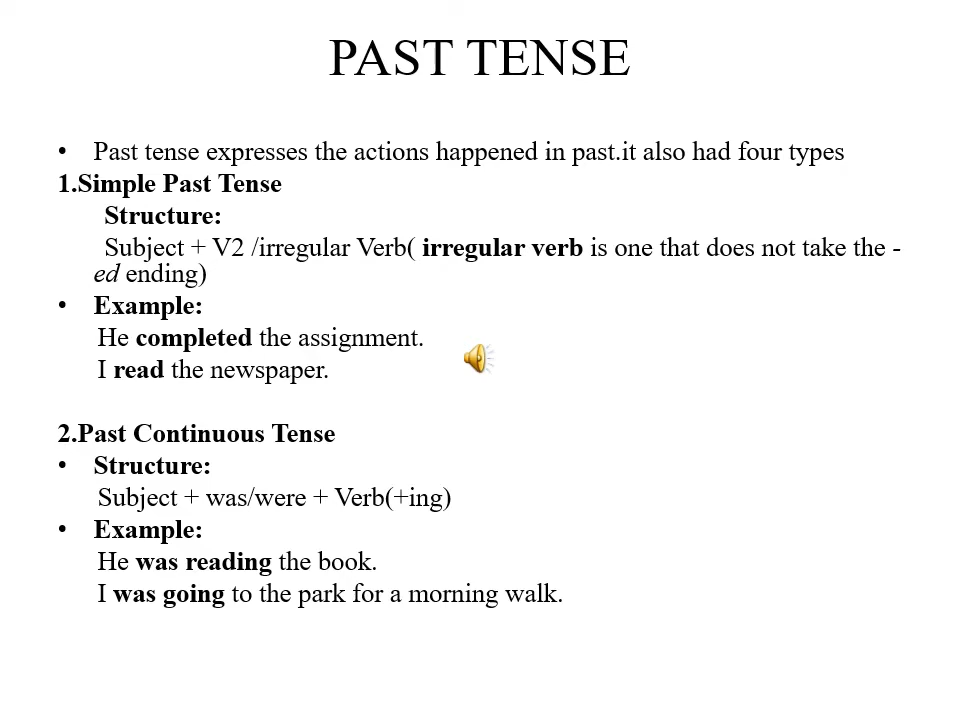 PAST TENSE
• Past tense expresses the actions happened in past.it also had four types
1.Simple Past Tense
Structure:
Subject + V2 /irregular Verb( irregular verb is one that does not take the -
ed ending)
• Example:
He completed the assignment.
I read the newspaper.
2.Past Continuous Tense
• Structure:
Subject + was/were + Verb(+ing)
• Example:
He was reading the book.
I was going to the park for a morning walk.